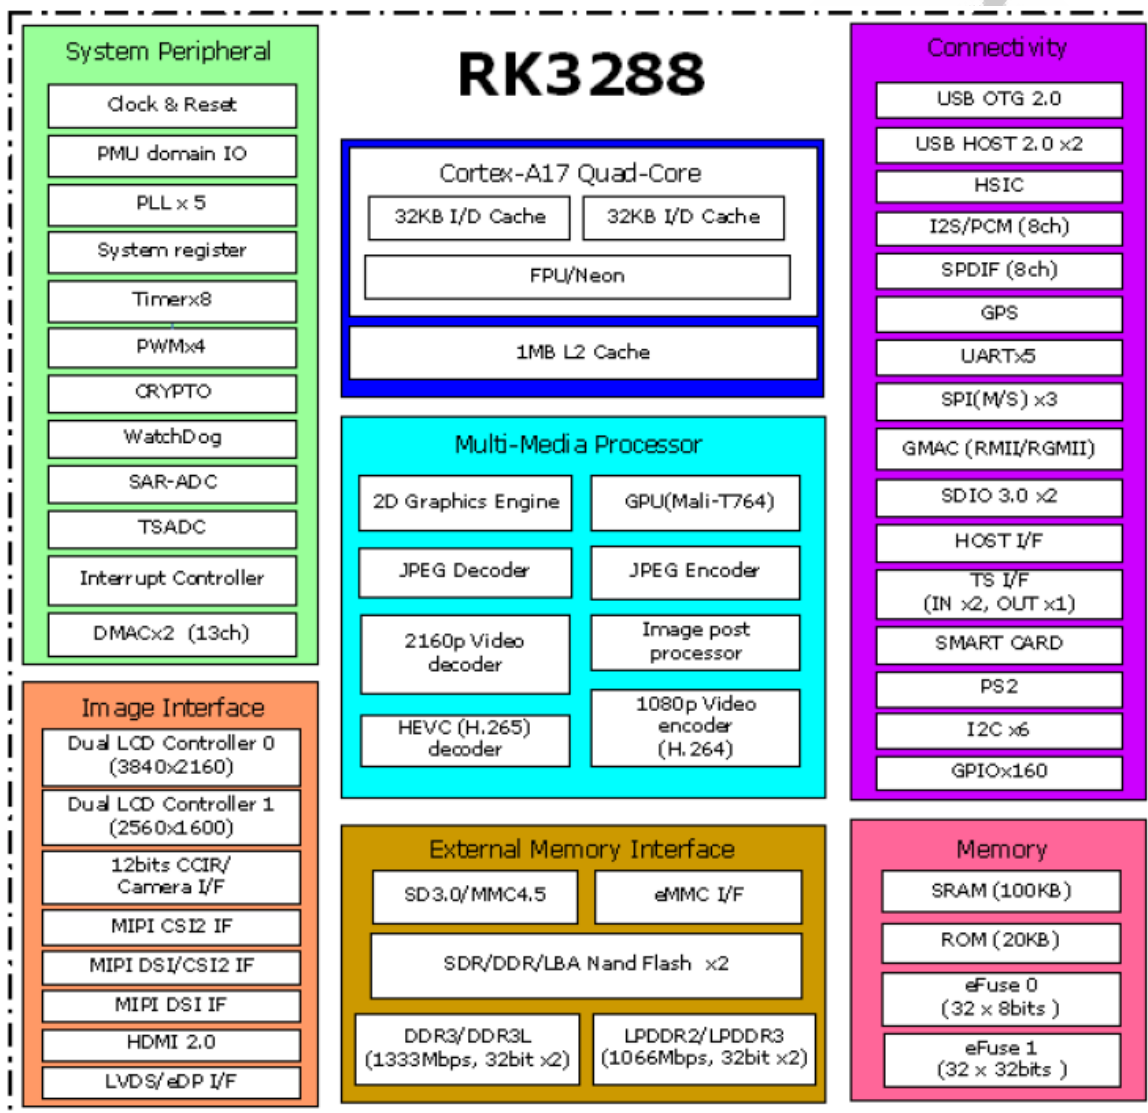 RK3288
System Peripheral
Clock & Reset
PMU domain IO
PLL x 5
System register
Timerx8
PWMx4
CRYPTO
WatchDog
SAR-ADC
TSADC
Interrupt Controller
DMACx2 (13ch)
Image Interface
Dual LCD Controller 0
(3840x2160)
Dual LCD Controller 1
(2560x1600)
12bits CCIR/
Camera I/F
MIPI CSI2 IF
MIPI DSI/CSI2 IF
MIPI DSI IF
HDMI 2.0
LVDS/eDP I/F
Cortex-A17 Quad-Core
32KB I/D Cache
32KB I/D Cache
FPU/Neon
1MB L2 Cache
Multi-Media Processor
2D Graphics Engine
GPU(Mali-T764)
JPEG Decoder
JPEG Encoder
2160p Video
decoder
Image post
processor
HEVC (H.265)
decoder
1080p Video
encoder
(H.264)
External Memory Interface
SD3.0/MMC4.5
eMMC I/F
SDR/DDR/LBA Nand Flash x2
DDR3/DDR3L
(1333Mbps, 32bit x2)
LPDDR2/LPDDR3
(1066Mbps, 32bit x2)
Connectivity
USB OTG 2.0
USB HOST 2.0 x2
HSIC
I2S/PCM (8ch)
SPDIF (8ch)
GPS
UARTx5
SPI(M/S) x3
GMAC (RMII/RGMII)
SDIO 3.0 x2
HOST I/F
TS I/F
(IN x2, OUT x1)
SMART CARD
PS2
I2C x6
GPIOx160
Memory
SRAM (100KB)
ROM (20KB)
eFuse 0
(32 x 8bits )
eFuse 1
(32 x 32bits )